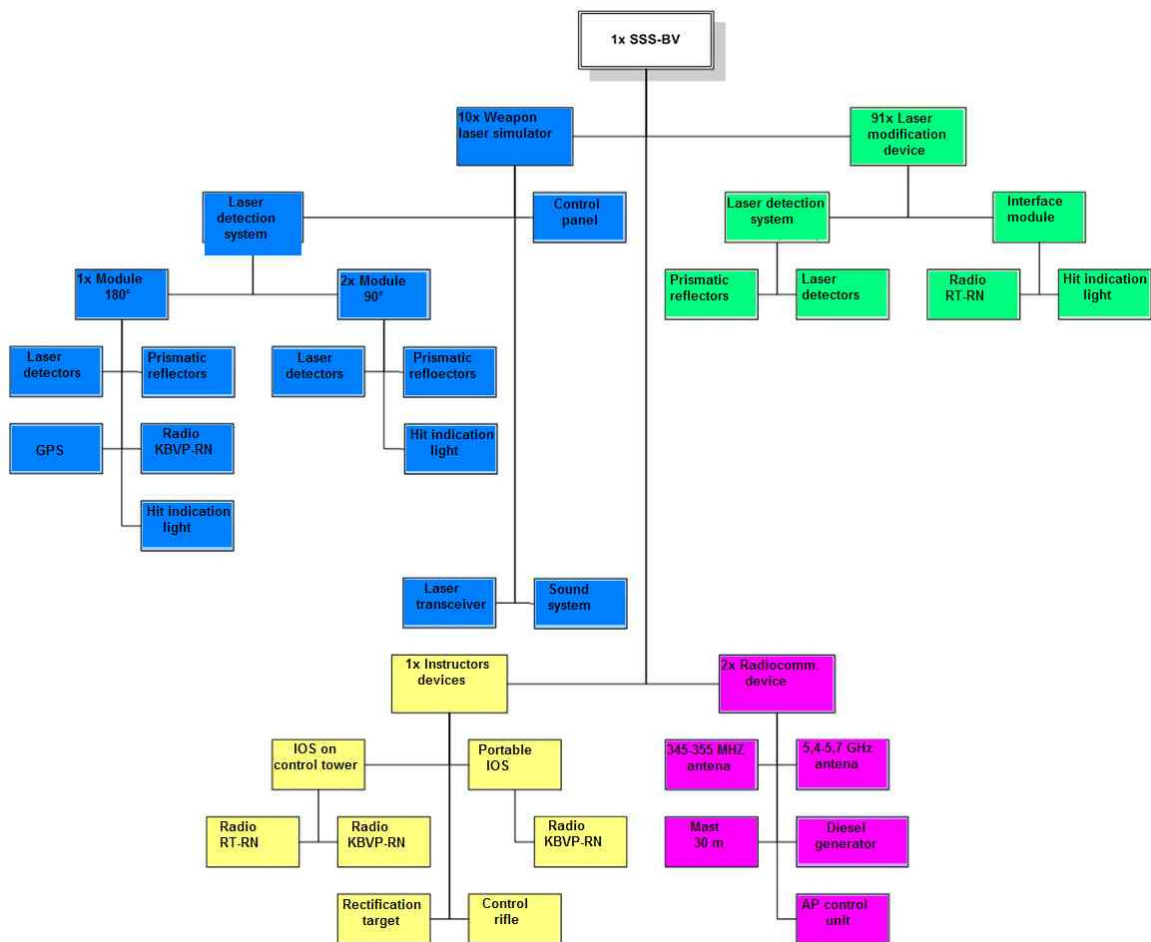 1x SSS-BV
10x Weapon
laser simulator
91x Laser
modification
device
Laser
detection
system
Control
panel
Laser detection
system
Interface
module
1x Module
180°
2x Module
90°
Prismatic
reflectors
Laser
detectors
Radio
RT-RN
Hit indication
light
Laser
detectors
Prismatic
reflectors
Laser
detectors
Prismatic
refloectors
GPS
Radio
KBVP-RN
Hit indication
light
Hit indication
light
Laser
transceiver
Sound
system
1x Instructors
devices
2x Radiocomm.
device
IOS on
control tower
Portable
IOS
345-355 MHZ
antena
5,4-5,7 GHz
antena
Radio
RT-RN
Radio
KBVP-RN
Radio
KBVP-RN
Mast
30 m
Diesel
generator
Rectification
target
Control
rifle
AP control
unit